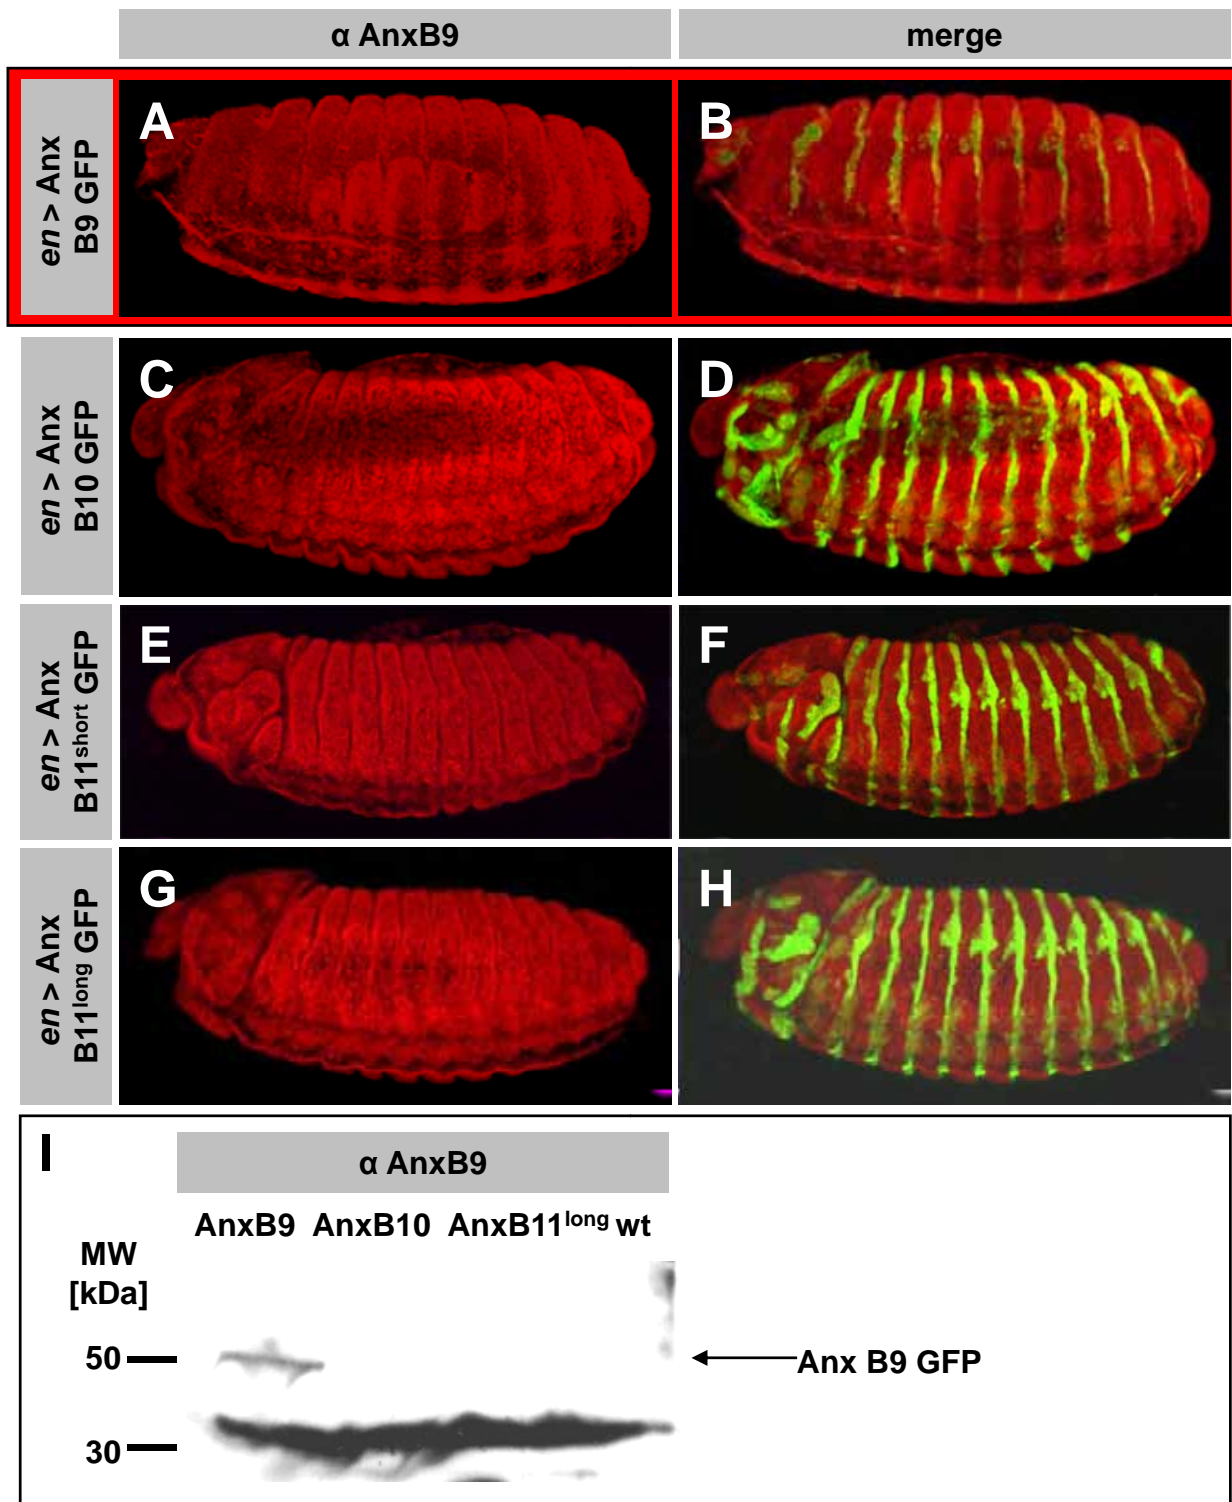 α AnxB9 merge
en > Anx
B9 GFP
A B
en > Anx
B10 GFP
C D
en > Anx
B11short GFP
E F
en > Anx
B11long GFP
G H
I
α AnxB9
AnxB9 AnxB10 AnxB11long wt
MW
[kDa]
50
Anx B9 GFP
30